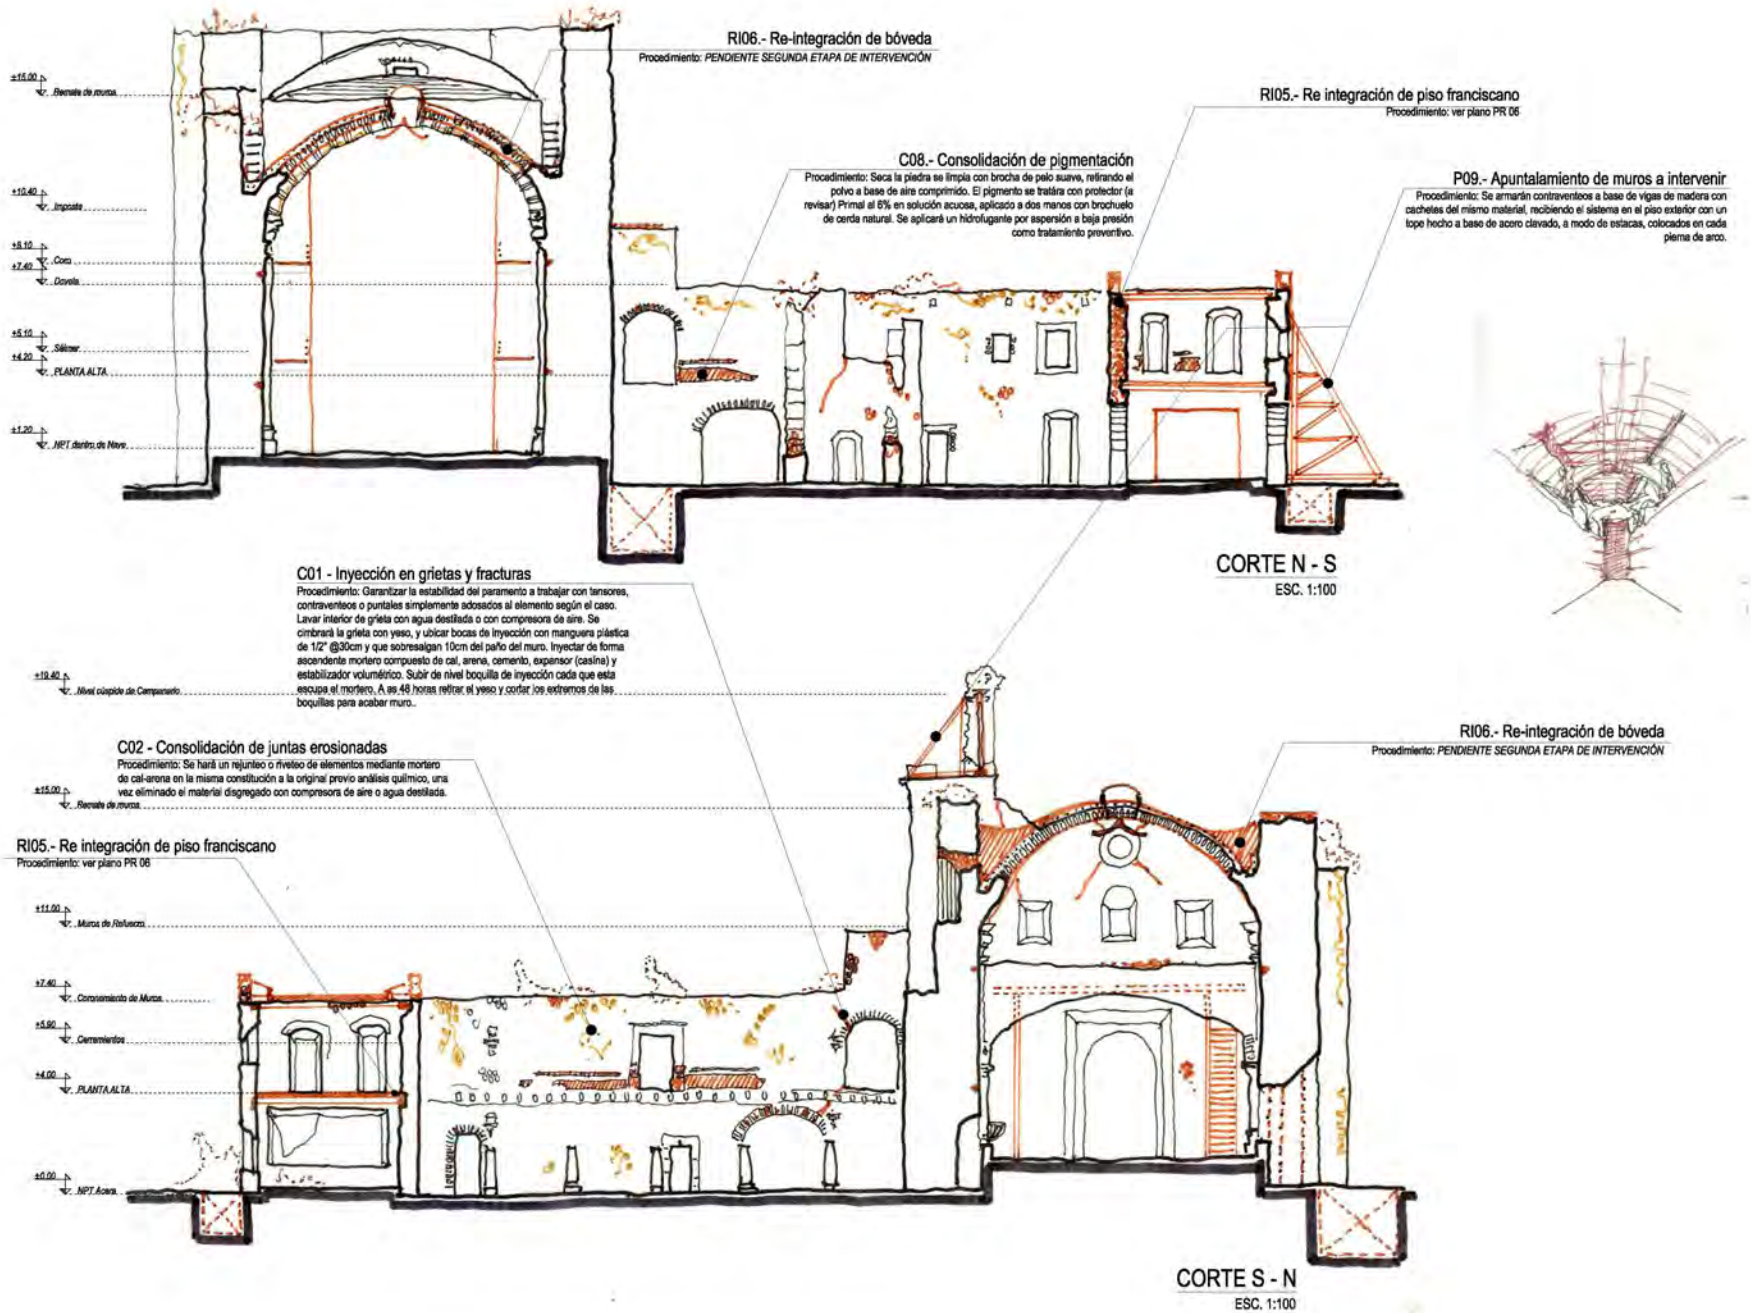 RI06.- Re-integración de bóveda
Procedimiento: PENDIENTE SEGUNDA ETAPA DE INTERVENCIÓN
RI05.- Re integración de piso franciscano
Procedimiento: ver plano PR 06
C08.- Consolidación de pigmentación
Procedimiento: Seca la piedra se limpia con brocha de pelo suave, retirando el
polvo a base de aire comprimido. El pigmento se tratára con protector (a
revisar) Primal al 6% en solución acuosa, aplicado a dos manos con brochuelo
de cerda natural. Se aplicará un hidrofugante por aspersión a baja presión
como tratamiento preventivo.
P09.- Apuntalamiento de muros a intervenir
Procedimiento: Se armarán contraventeos a base de vigas de madera con
cachetes del mismo material, recibiendo el sistema en el piso exterior con un
tope hecho a base de acero clavado, a modo de estacas, colocados en cada
pierna de arco.
±15.00
Remate de muros
±10.40
Imposta
±8.10
Coro
±7.40
Dovela
±5.10
Sálmer
±4.20
PLANTA ALTA
±1.20
NPT dentro de Nave
CORTE N - S
ESC. 1:100
C01 - Inyección en grietas y fracturas
Procedimiento: Garantizar la estabilidad del paramento a trabajar con tensores,
contraventeos o puntales simplemente adosados al elemento según el caso.
Lavar interior de grieta con agua destilada o con compresora de aire. Se
cimbrará la grieta con yeso, y ubicar bocas de inyección con manguera plástica
de 1/2" @30cm y que sobresalgan 10cm del paño del muro. Inyectar de forma
ascendente mortero compuesto de cal, arena, cemento, expansor (casína) y
estabilizador volumétrico. Subir de nivel boquilla de inyección cada que esta
escupa el mortero. A as 48 horas retirar el yeso y cortar los extremos de las
boquillas para acabar muro..
±19.40
Nivel cúspide de Campanario
C02 - Consolidación de juntas erosionadas
Procedimiento: Se hará un rejunteo o riveteo de elementos mediante mortero
de cal-arena en la misma constitución a la original previo análisis químico, una
vez eliminado el material disgregado con compresora de aire o agua destilada.
RI06.- Re-integración de bóveda
Procedimiento: PENDIENTE SEGUNDA ETAPA DE INTERVENCIÓN
±15.00
Remate de muros
RI05.- Re integración de piso franciscano
Procedimiento: ver plano PR 06
±11.00
Muros de Refuerzo
±7.40
Coronamiento de Muros
±5.90
Cerramientos
±4.00
PLANTA ALTA
±0.00
NPT Acera
CORTE S - N
ESC. 1:100